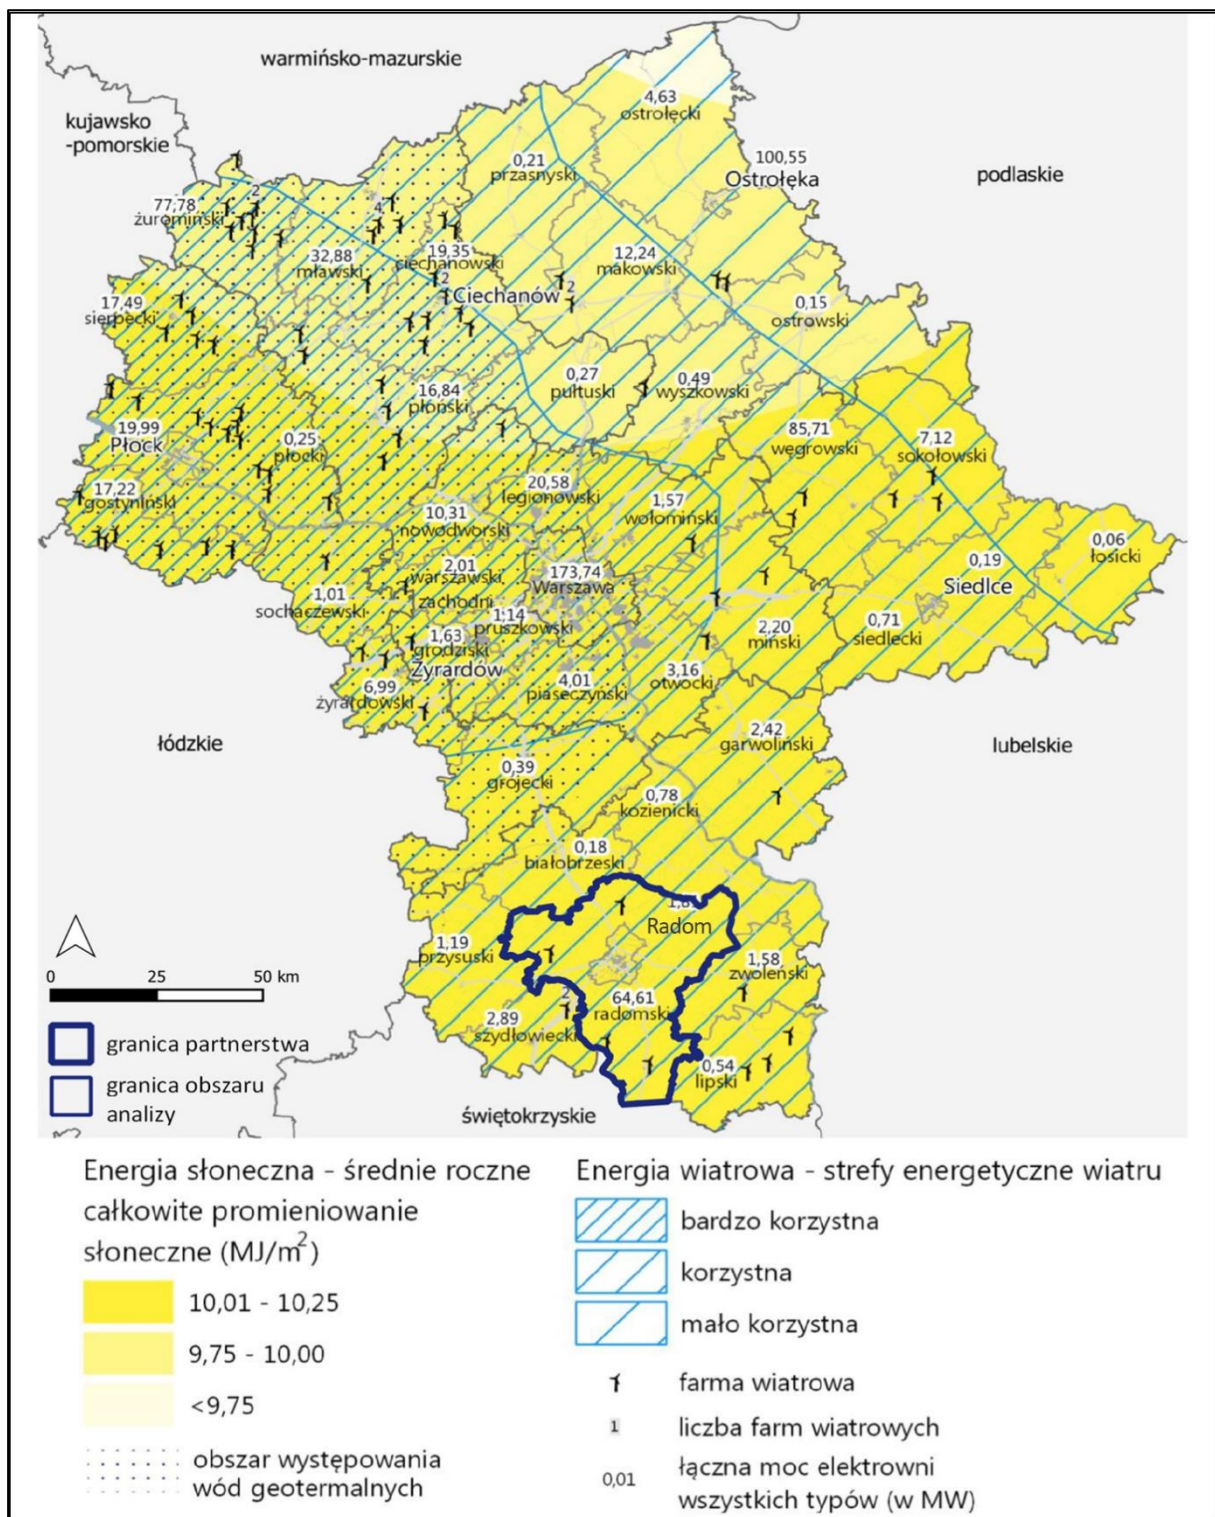 warmińsko-mazurskie
kujawsko
-pomorskie
4,63
ostrołęcki
100,55
Ostrołęka
podlaskie
0,21
przasnyski
2
77,78
żuromiński
4
32,88
mławski
19,35
ciechanowski
2
Ciechanów
12,24
makowski
2
17,49
sierpecki
0,15
ostrowski
0,27
pułtuski
0,49
wyszkowski
16,84
płoński
19,99
Płock
0,25
płocki
85,71
węgrowski
7,12
sokołowski
17,22
gostyniński
20,58
legionowski
1,57
wołomiński
10,31
nowodworski
0,06
łosicki
0,19
Siedlce
2,01
warszawski
zachodni
173,74
Warszawa
1,01
sochaczewski
1,14
pruszkowski
1,63
grodziski
Żyrardów
2,20
miński
0,71
siedlecki
6,99
żyrardowski
4,01
piaseczyński
3,16
otwocki
łódzkie
2,42
garwoliński
lubelskie
0,39
grójecki
0,78
kozienicki
0,18
białobrzeski
Radom
1,19
przysuski
1,58
zwoleński
2
64,61
radomski
2,89
szydłowiecki
0,54
lipski
świętokrzyskie
0 25 50 km
granica partnerstwa
granica obszaru
analizy
Energia słoneczna - średnie roczne
całkowite promieniowanie
słoneczne (MJ/m²)
10,01 - 10,25
9,75 - 10,00
<9,75
obszar występowania
wód geotermalnych
Energia wiatrowa - strefy energetyczne wiatru
bardzo korzystna
korzystna
mało korzystna
farma wiatrowa
1 liczba farm wiatrowych
0,01 łączna moc elektrowni
wszystkich typów (w MW)